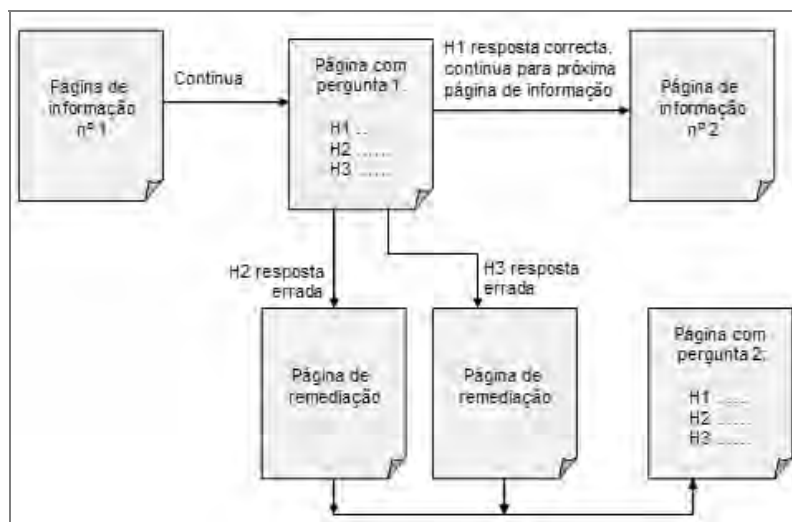 Página de
informação
nº 1
Continua
Página com
pergunta 1:
H1 ...
H2 ......
H3 ......
H1 resposta correcta,
continua para próxima
página de informação
Página de
informação
nº 2
H2 resposta
errada
H3 resposta
errada
Página de
remediação
Página de
remediação
Página com
pergunta 2:
H1 ......
H2 ......
H3 ......